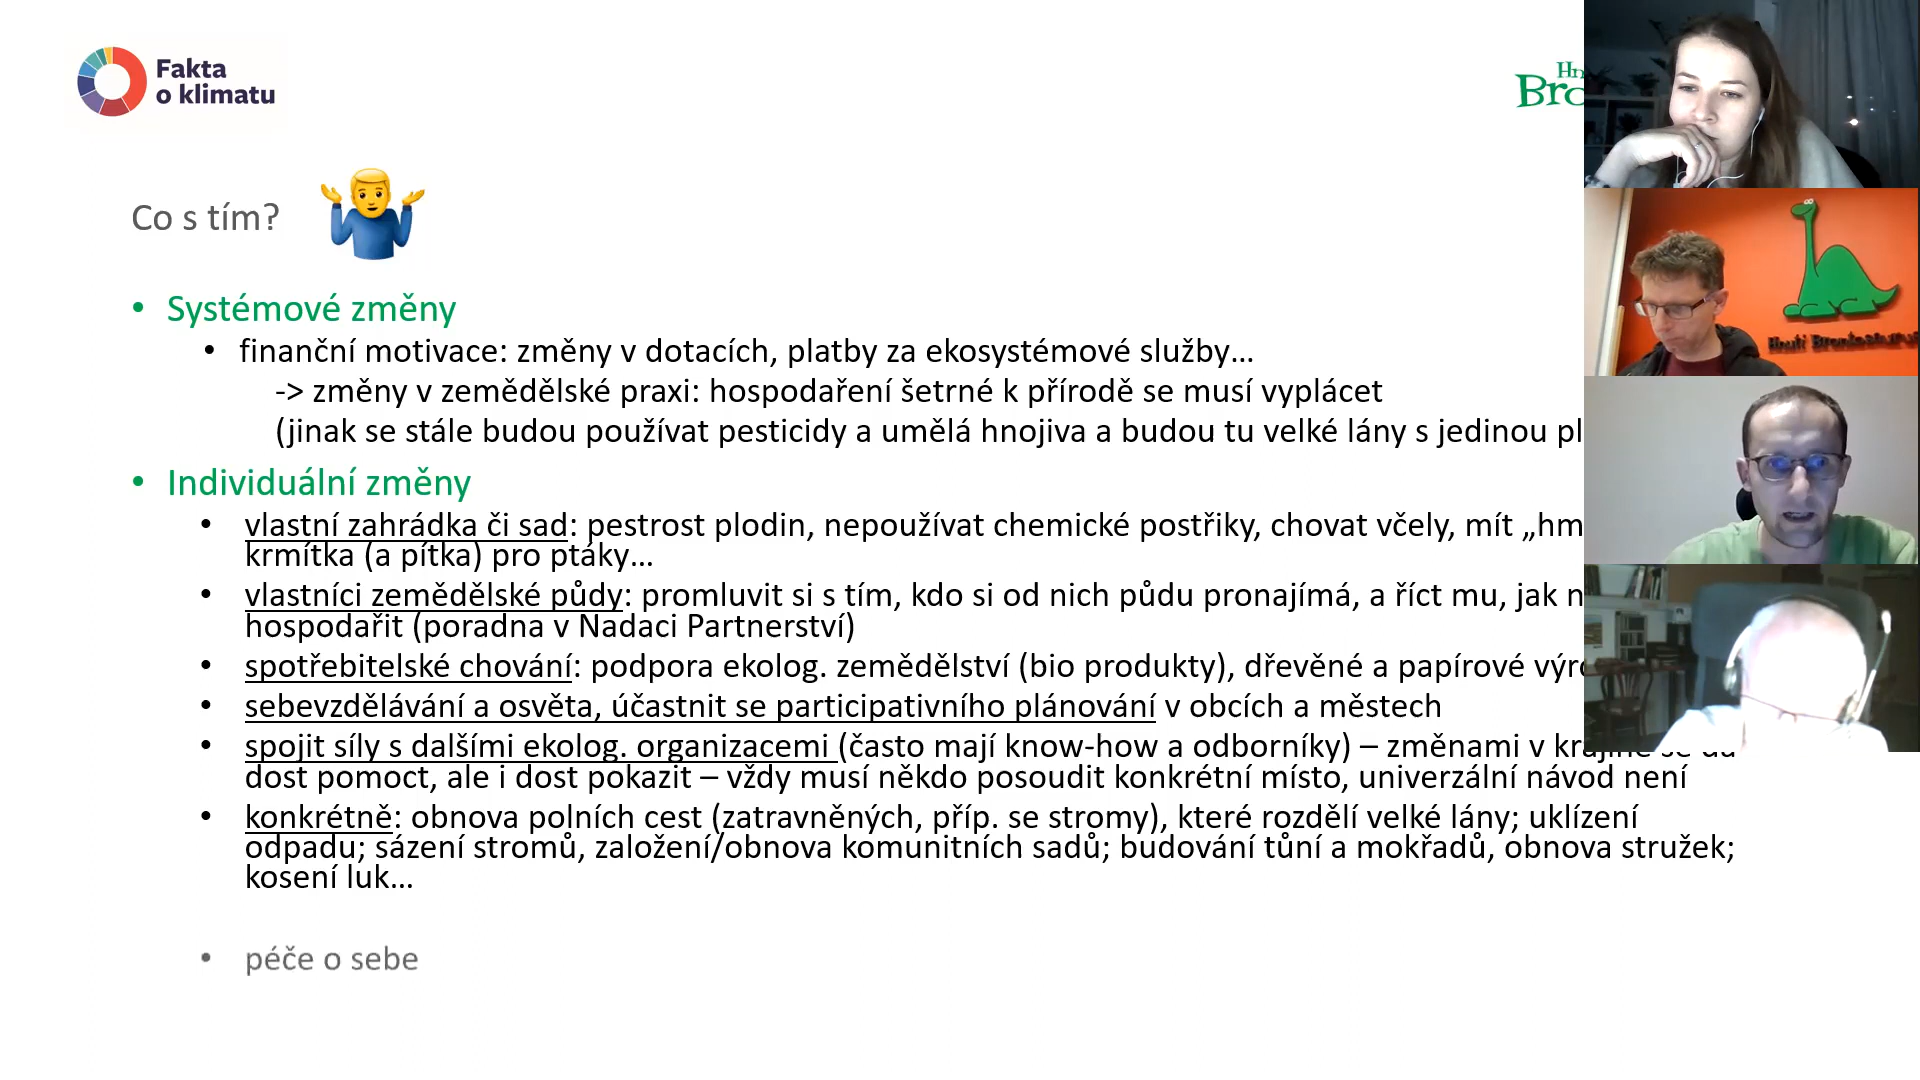 Fakta
o klimatu
Co s tím?
• Systémové změny
• finanční motivace: změny v dotacích, platby za ekosystémové služby…
-> změny v zemědělské praxi: hospodaření šetrné k přírodě se musí vyplácet
(jinak se stále budou používat pesticidy a umělá hnojiva a budou tu velké lány s jedinou
• Individuální změny
• vlastní zahrádka či sad: pestrost plodin, nepoužívat chemické postřiky, chovat včely, mít
krmítka (a pítka) pro ptáky…
• vlastníci zemědělské půdy: promluvit si s tím, kdo si od nich půdu pronajímá, a říct mu, jak
hospodařit (poradna v Nadaci Partnerství)
• spotřebitelské chování: podpora ekolog. zemědělství (bio produkty), dřevěné a papírové
• sebevzdělávání a osvěta, účastnit se participativního plánování v obcích a městech
• spojit síly s dalšími ekolog. organizacemi (často mají know-how a odborníky) – změnami v krajině se dá
dost pomoct, ale i dost pokazit – vždy musí někdo posoudit konkrétní místo, univerzální návod není
• konkrétně: obnova polních cest (zatravněných, příp. se stromy), které rozdělí velké lány; uklízení
odpadu; sázení stromů, založení/obnova komunitních sadů; budování tůní a mokřadů, obnova stružek;
kosení luk…
• péče o sebe
Hnutí Brontosaurus